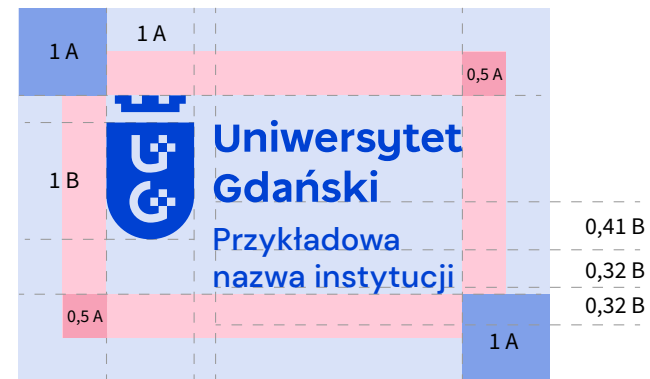 1 A
1 A
0,5 A
UG
Uniwersytet
Gdański
1 B
Przykładowa
nazwa instytucji
0,41 B
0,32 B
0,32 B
0,5 A
1 A